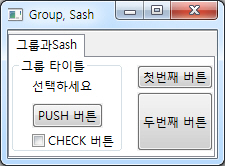 Group, Sash
그룹과Sash
그룹 타이틀
선택하세요
PUSH 버튼
CHECK 버튼
첫번째 버튼
두번째 버튼